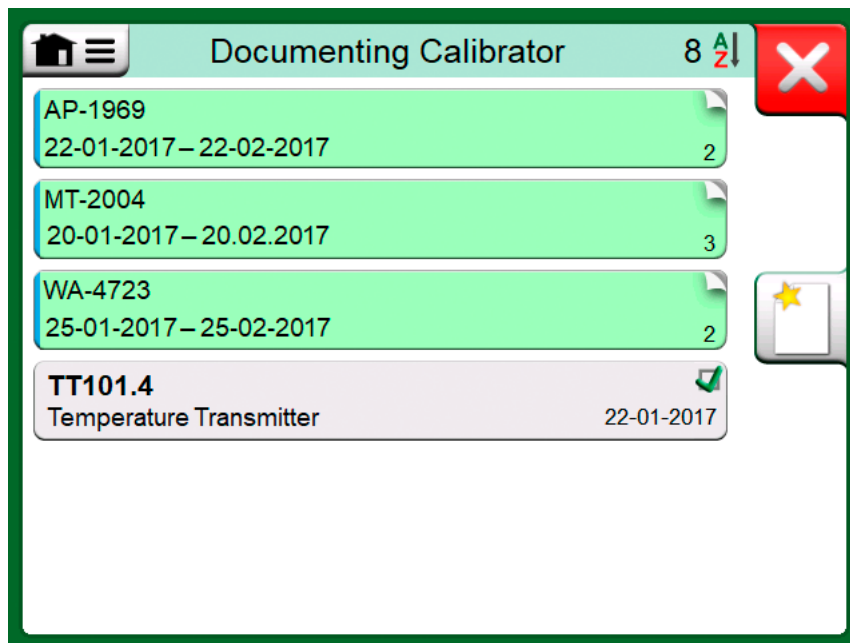 Documenting Calibrator 8 AZ
AP-1969
22-01-2017 – 22-02-2017
2
MT-2004
20-01-2017 – 20.02.2017
3
WA-4723
25-01-2017 – 25-02-2017
2
TT101.4
Temperature Transmitter 22-01-2017